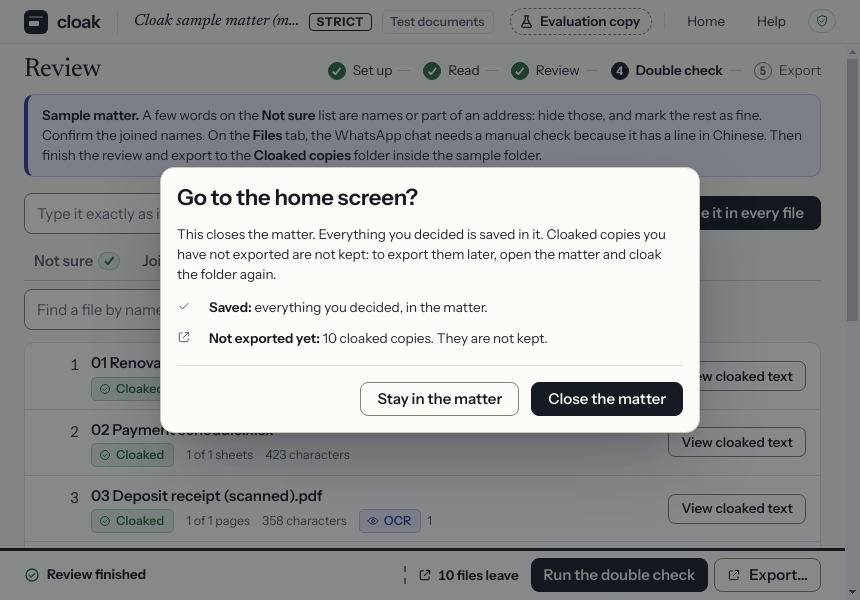 cloak
Cloak sample matter (m...
STRICT
Test documents
Evaluation copy
Home
Help
Review
Set up
Read
Review
4 Double check
5 Export
Sample matter. A few words on the Not sure list are names or part of an address: hide those, and mark the rest as fine.
Confirm the joined names. On the Files tab, the WhatsApp chat needs a manual check because it has a line in Chinese. Then
finish the review and export to the Cloaked copies folder inside the sample folder.
Type it exactly as i
e it in every file
Not sure
Joi
Find a file by name
Go to the home screen?
This closes the matter. Everything you decided is saved in it. Cloaked copies you
have not exported are not kept: to export them later, open the matter and cloak
the folder again.
Saved: everything you decided, in the matter.
Not exported yet: 10 cloaked copies. They are not kept.
Stay in the matter
Close the matter
1
01 Renova
Cloaked
ew cloaked text
2
02 Payment
Cloaked
1 of 1 sheets
423 characters
View cloaked text
3
03 Deposit receipt (scanned).pdf
Cloaked
1 of 1 pages
358 characters
OCR
1
View cloaked text
Review finished
10 files leave
Run the double check
Export...